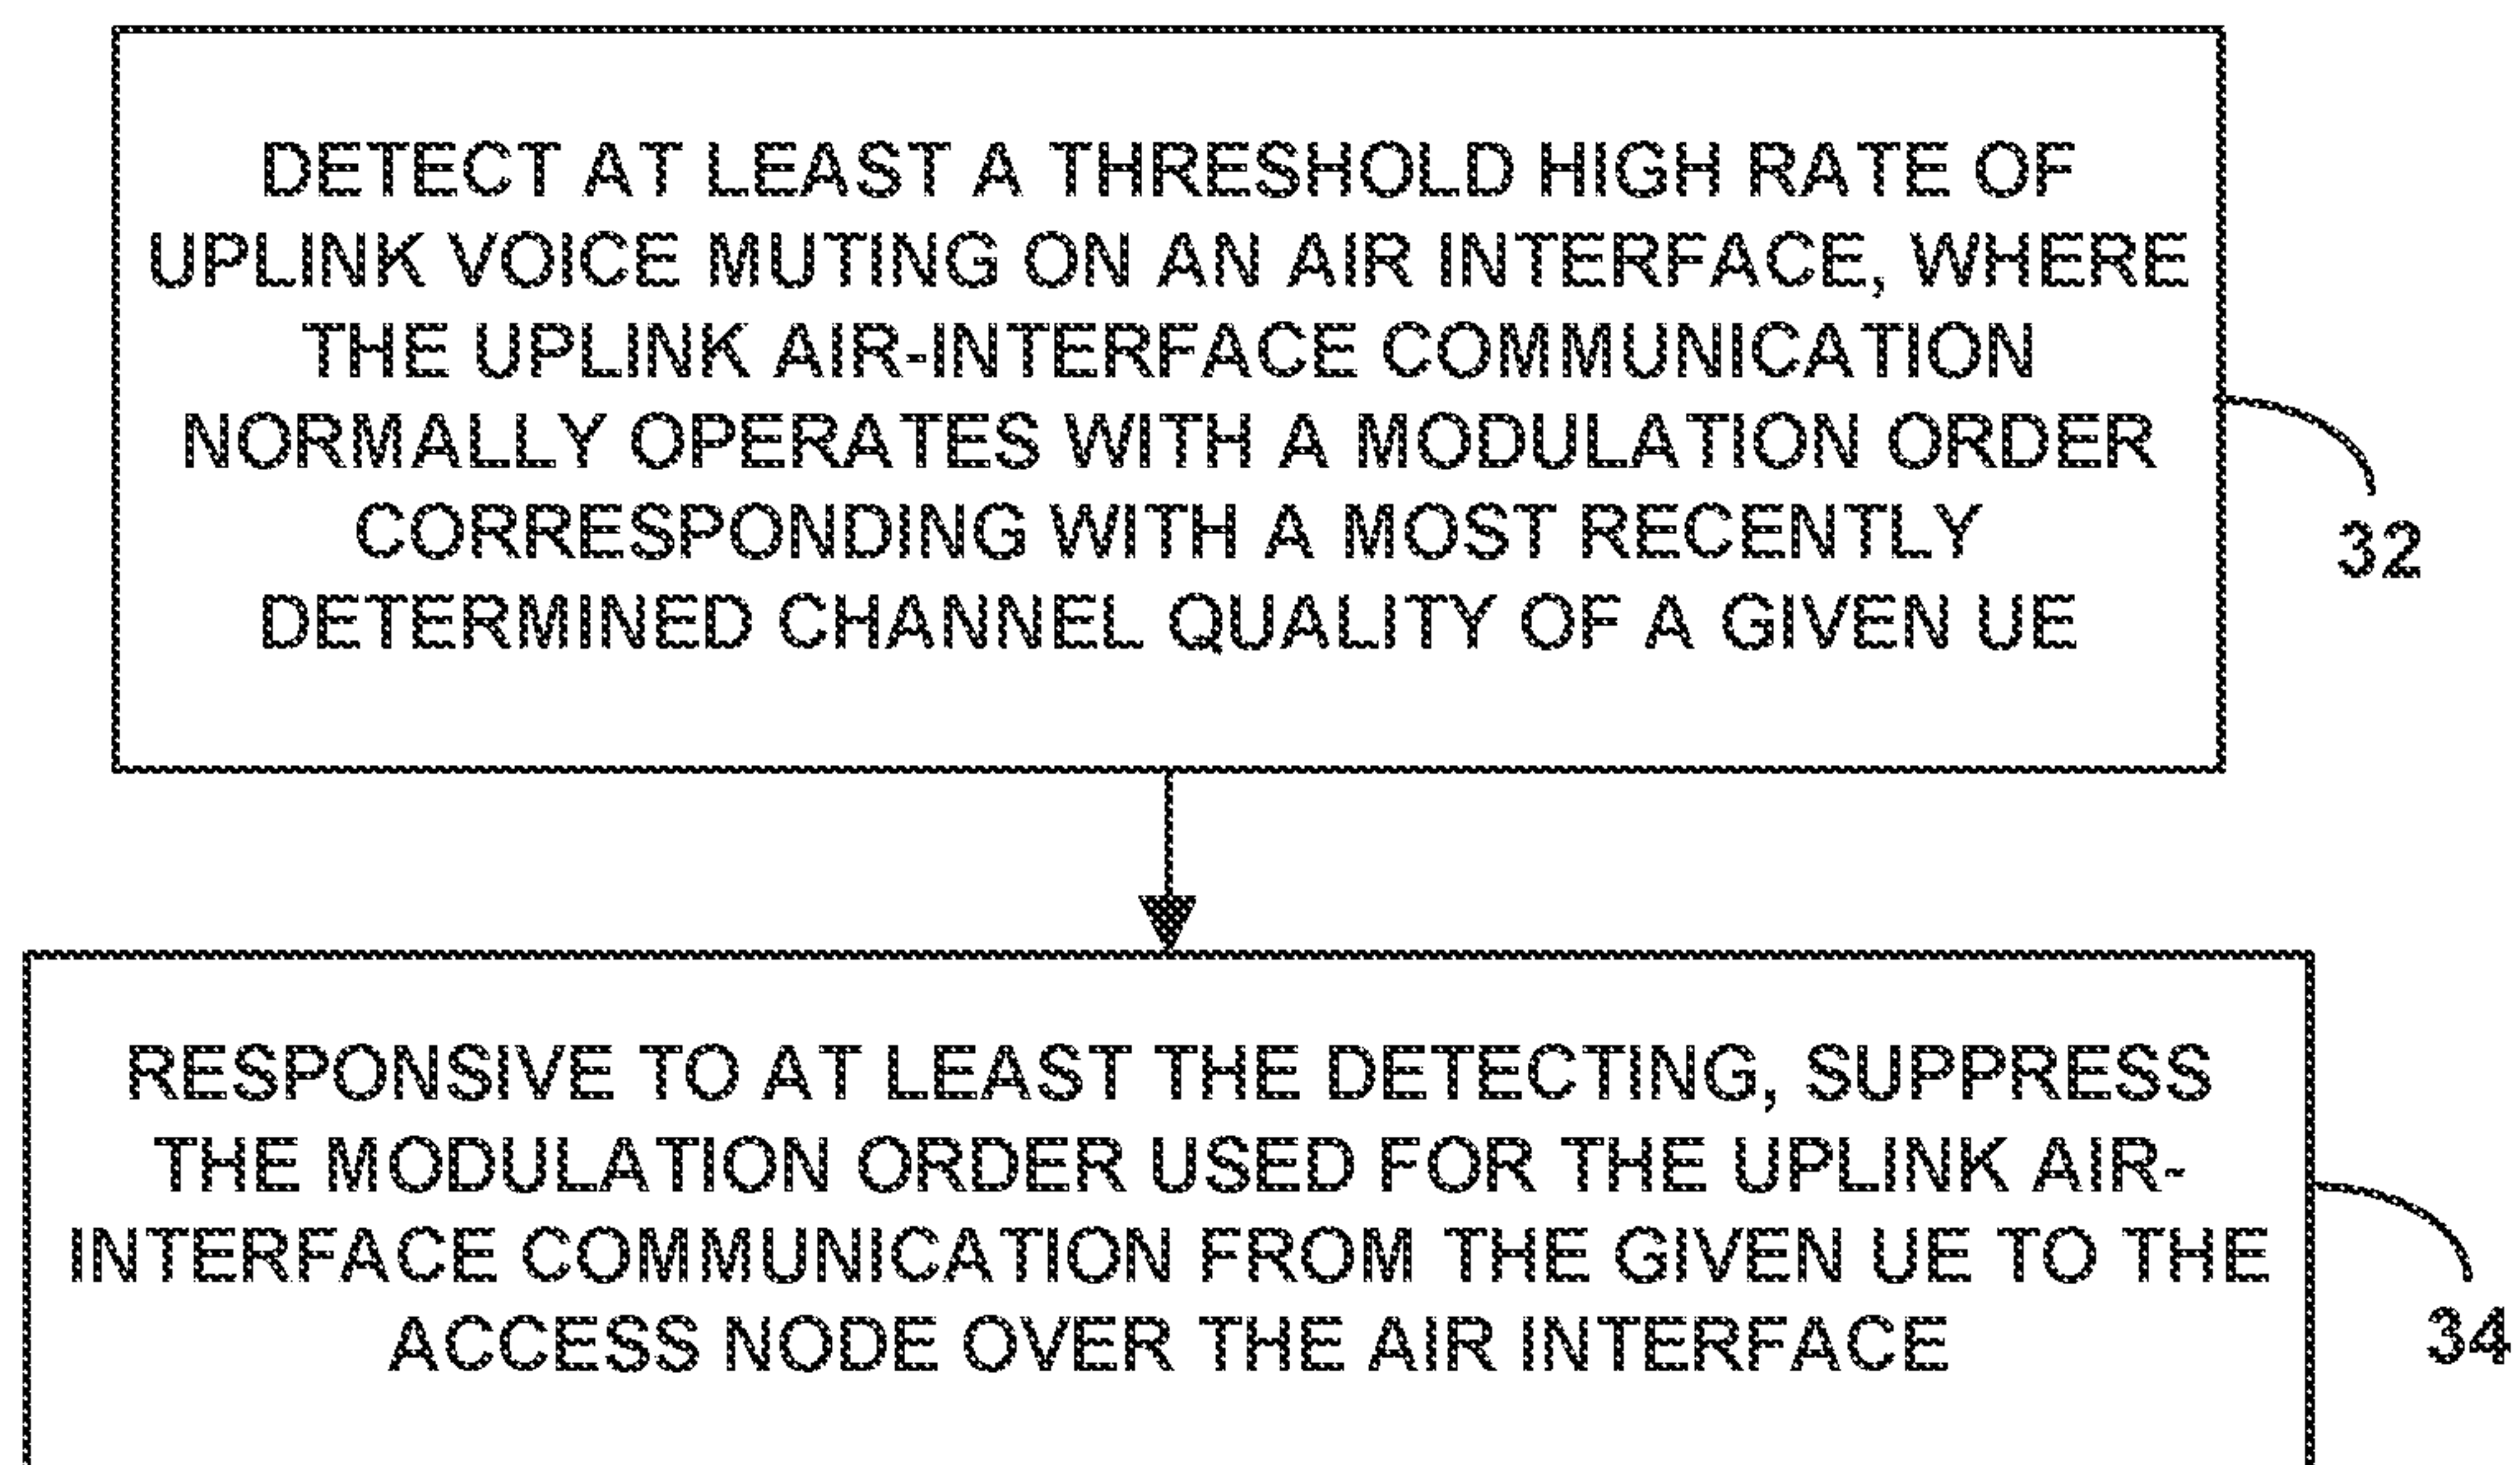 DETECT AT LEAST A THRESHOLD HIGH RATE OF
UPLINK VOICE MUTING ON AN AIR INTERFACE, WHERE
THE UPLINK AIR-INTERFACE COMMUNICATION
NORMALLY OPERATES WITH A MODULATION ORDER
CORRESPONDING WITH A MOST RECENTLY
DETERMINED CHANNEL QUALITY OF A GIVEN UE
32
RESPONSIVE TO AT LEAST THE DETECTING, SUPPRESS
THE MODULATION ORDER USED FOR THE UPLINK AIR-
INTERFACE COMMUNICATION FROM THE GIVEN UE TO THE
ACCESS NODE OVER THE AIR INTERFACE
34